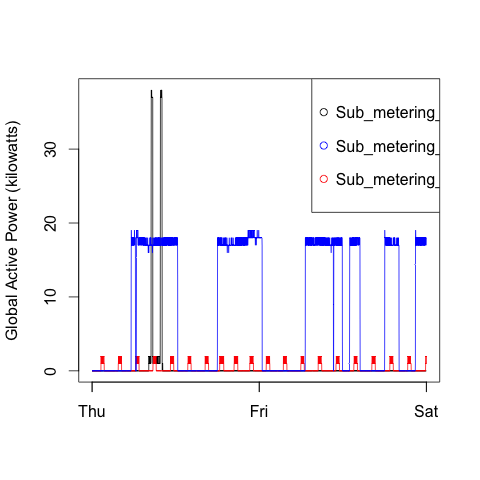 Sub_metering_
Sub_metering_
Sub_metering_
Global Active Power (kilowatts)
30
20
10
0
Thu Fri Sat